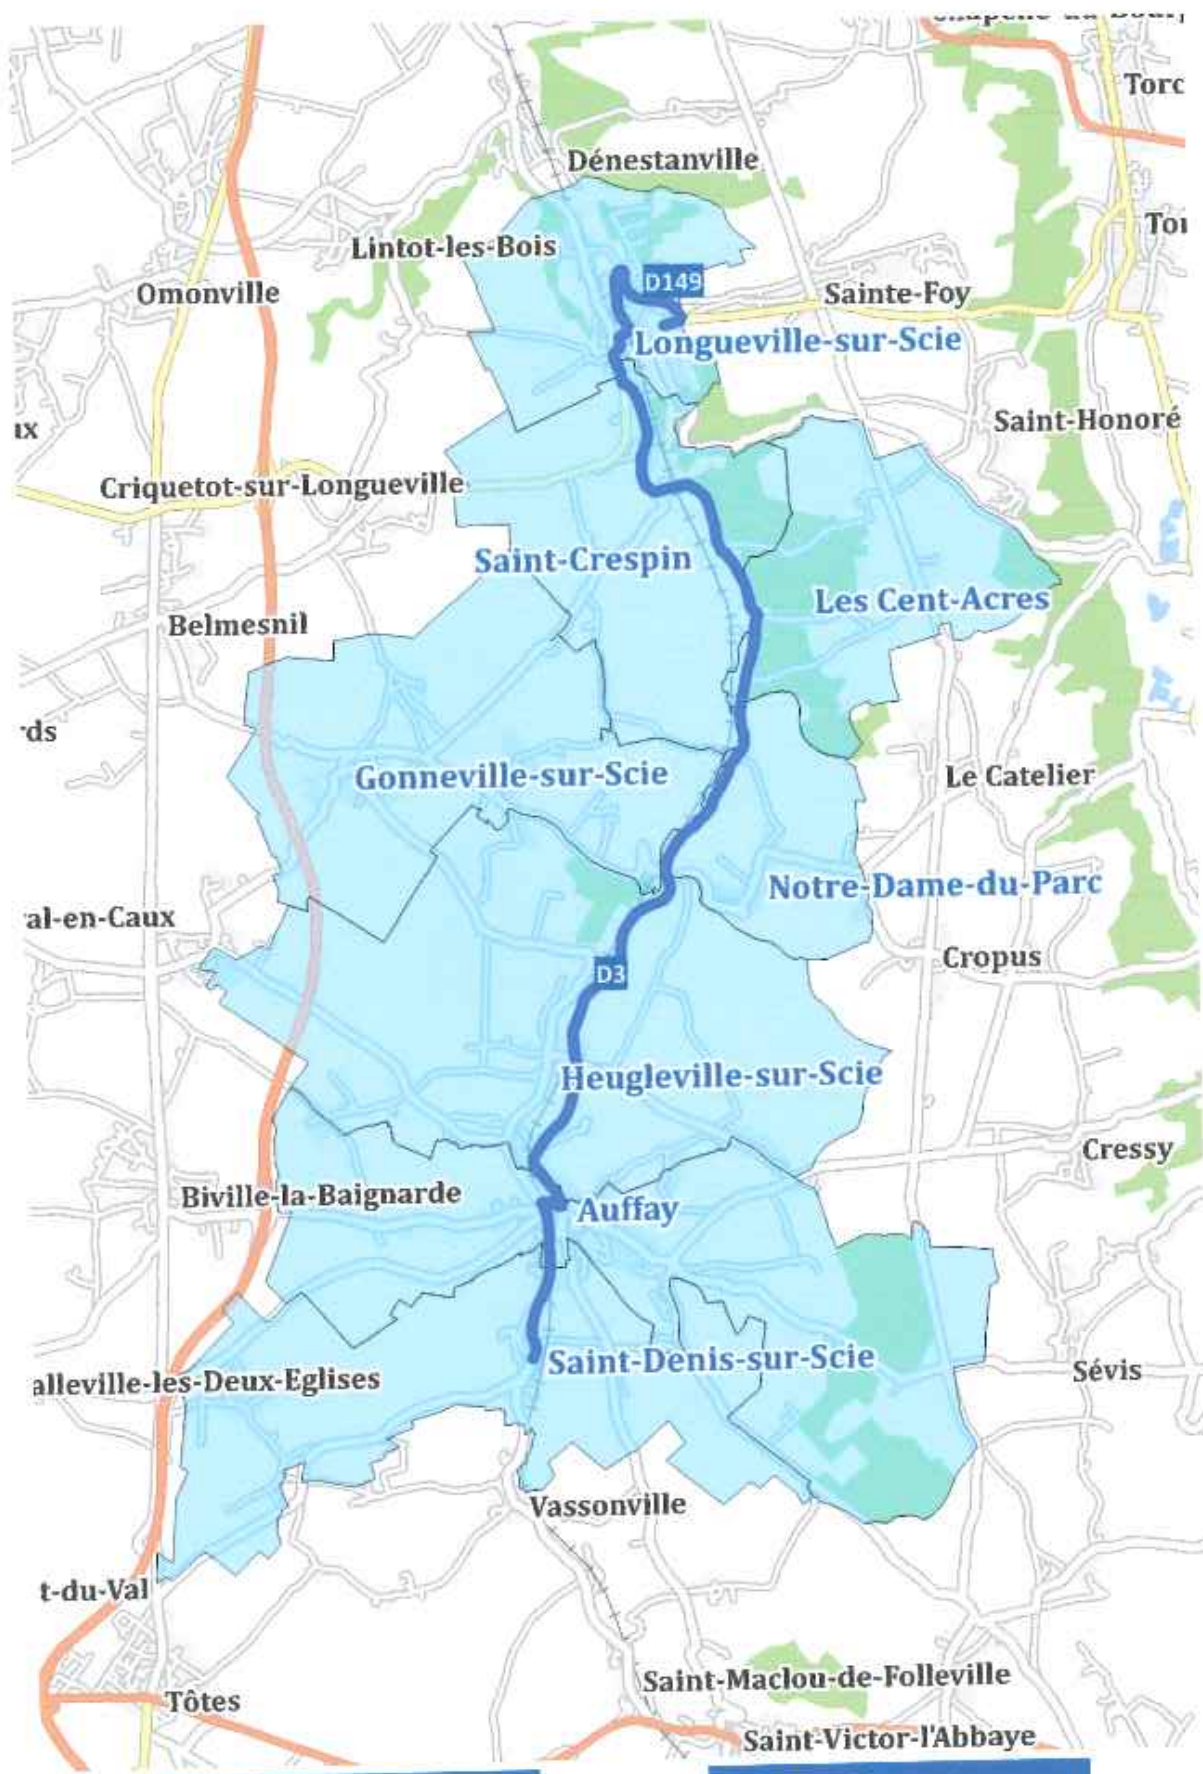 Torc
Dénestanville
Lintot-les-Bois
Omonville
D149
Sainte-Foy
Longueville-sur-Scie
Saint-Honoré
ıx
Criquetot-sur-Longueville
Saint-Crespin
Les Cent-Acres
Belmesnil
ds
Gonneville-sur-Scie
Le Catelier
Notre-Dame-du-Parc
al-en-Caux
Cropus
D3
Heugleville-sur-Scie
Cressy
Biville-la-Baignarde
Auffay
Saint-Denis-sur-Scie
Sévis
alleville-les-Deux-Eglises
Vassonville
t-du-Val
Saint-Maclou-de-Folleville
Tôtes
Saint-Victor-l'Abbaye